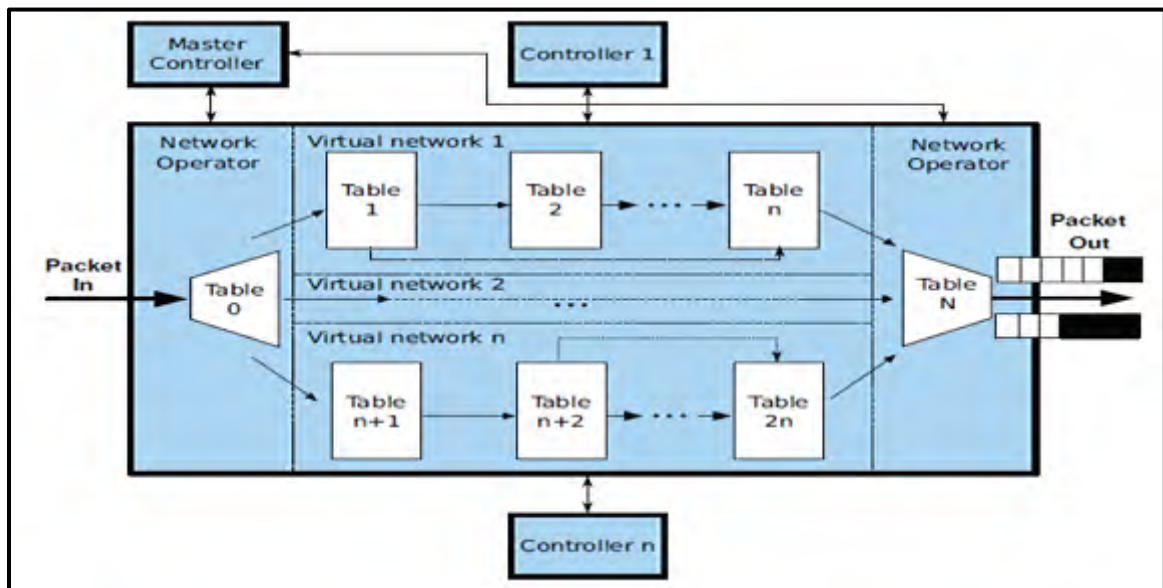 Master
Controller
Controller 1
Network
Operator
Virtual network 1
Network
Operator
Table
1
Table
2
...
Table
n
Packet
In
Packet
Out
Table
0
Virtual network 2
...
Table
N
Virtual network n
Table
n+1
Table
n+2
...
Table
2n
Controller n